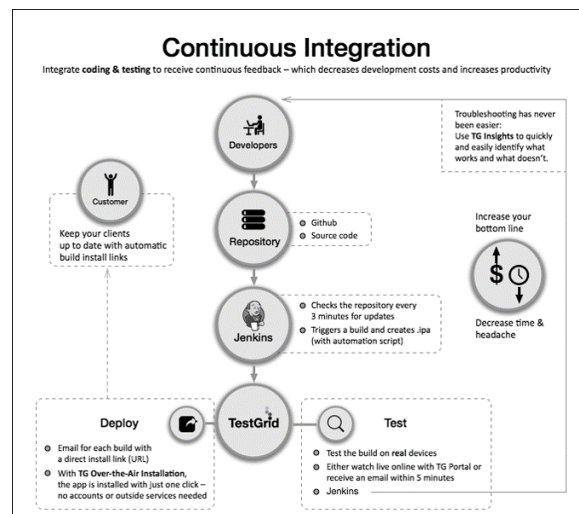 Continuous Integration
Integrate coding & testing to receive continuous feedback – which decreases development costs and increases productivity
Developers
Troubleshooting has never
been easier:
Use TG Insights to quickly
and easily identify what
works and what doesn't.
Customer
Keep your clients
up to date with automatic
build install links
Repository
Github
Source code
Increase your
bottom line
$
Decrease time &
headache
Jenkins
Checks the repository every
3 minutes for updates
Triggers a build and creates .ipa
(with automation script)
Deploy
Email for each build with
a direct install link (URL)
With TG Over-the-Air Installation,
the app is installed with just one click –
no accounts or outside services needed
TestGrid
Test
Test the build on real devices
Either watch live online with TG Portal or
receive an email within 5 minutes
Jenkins